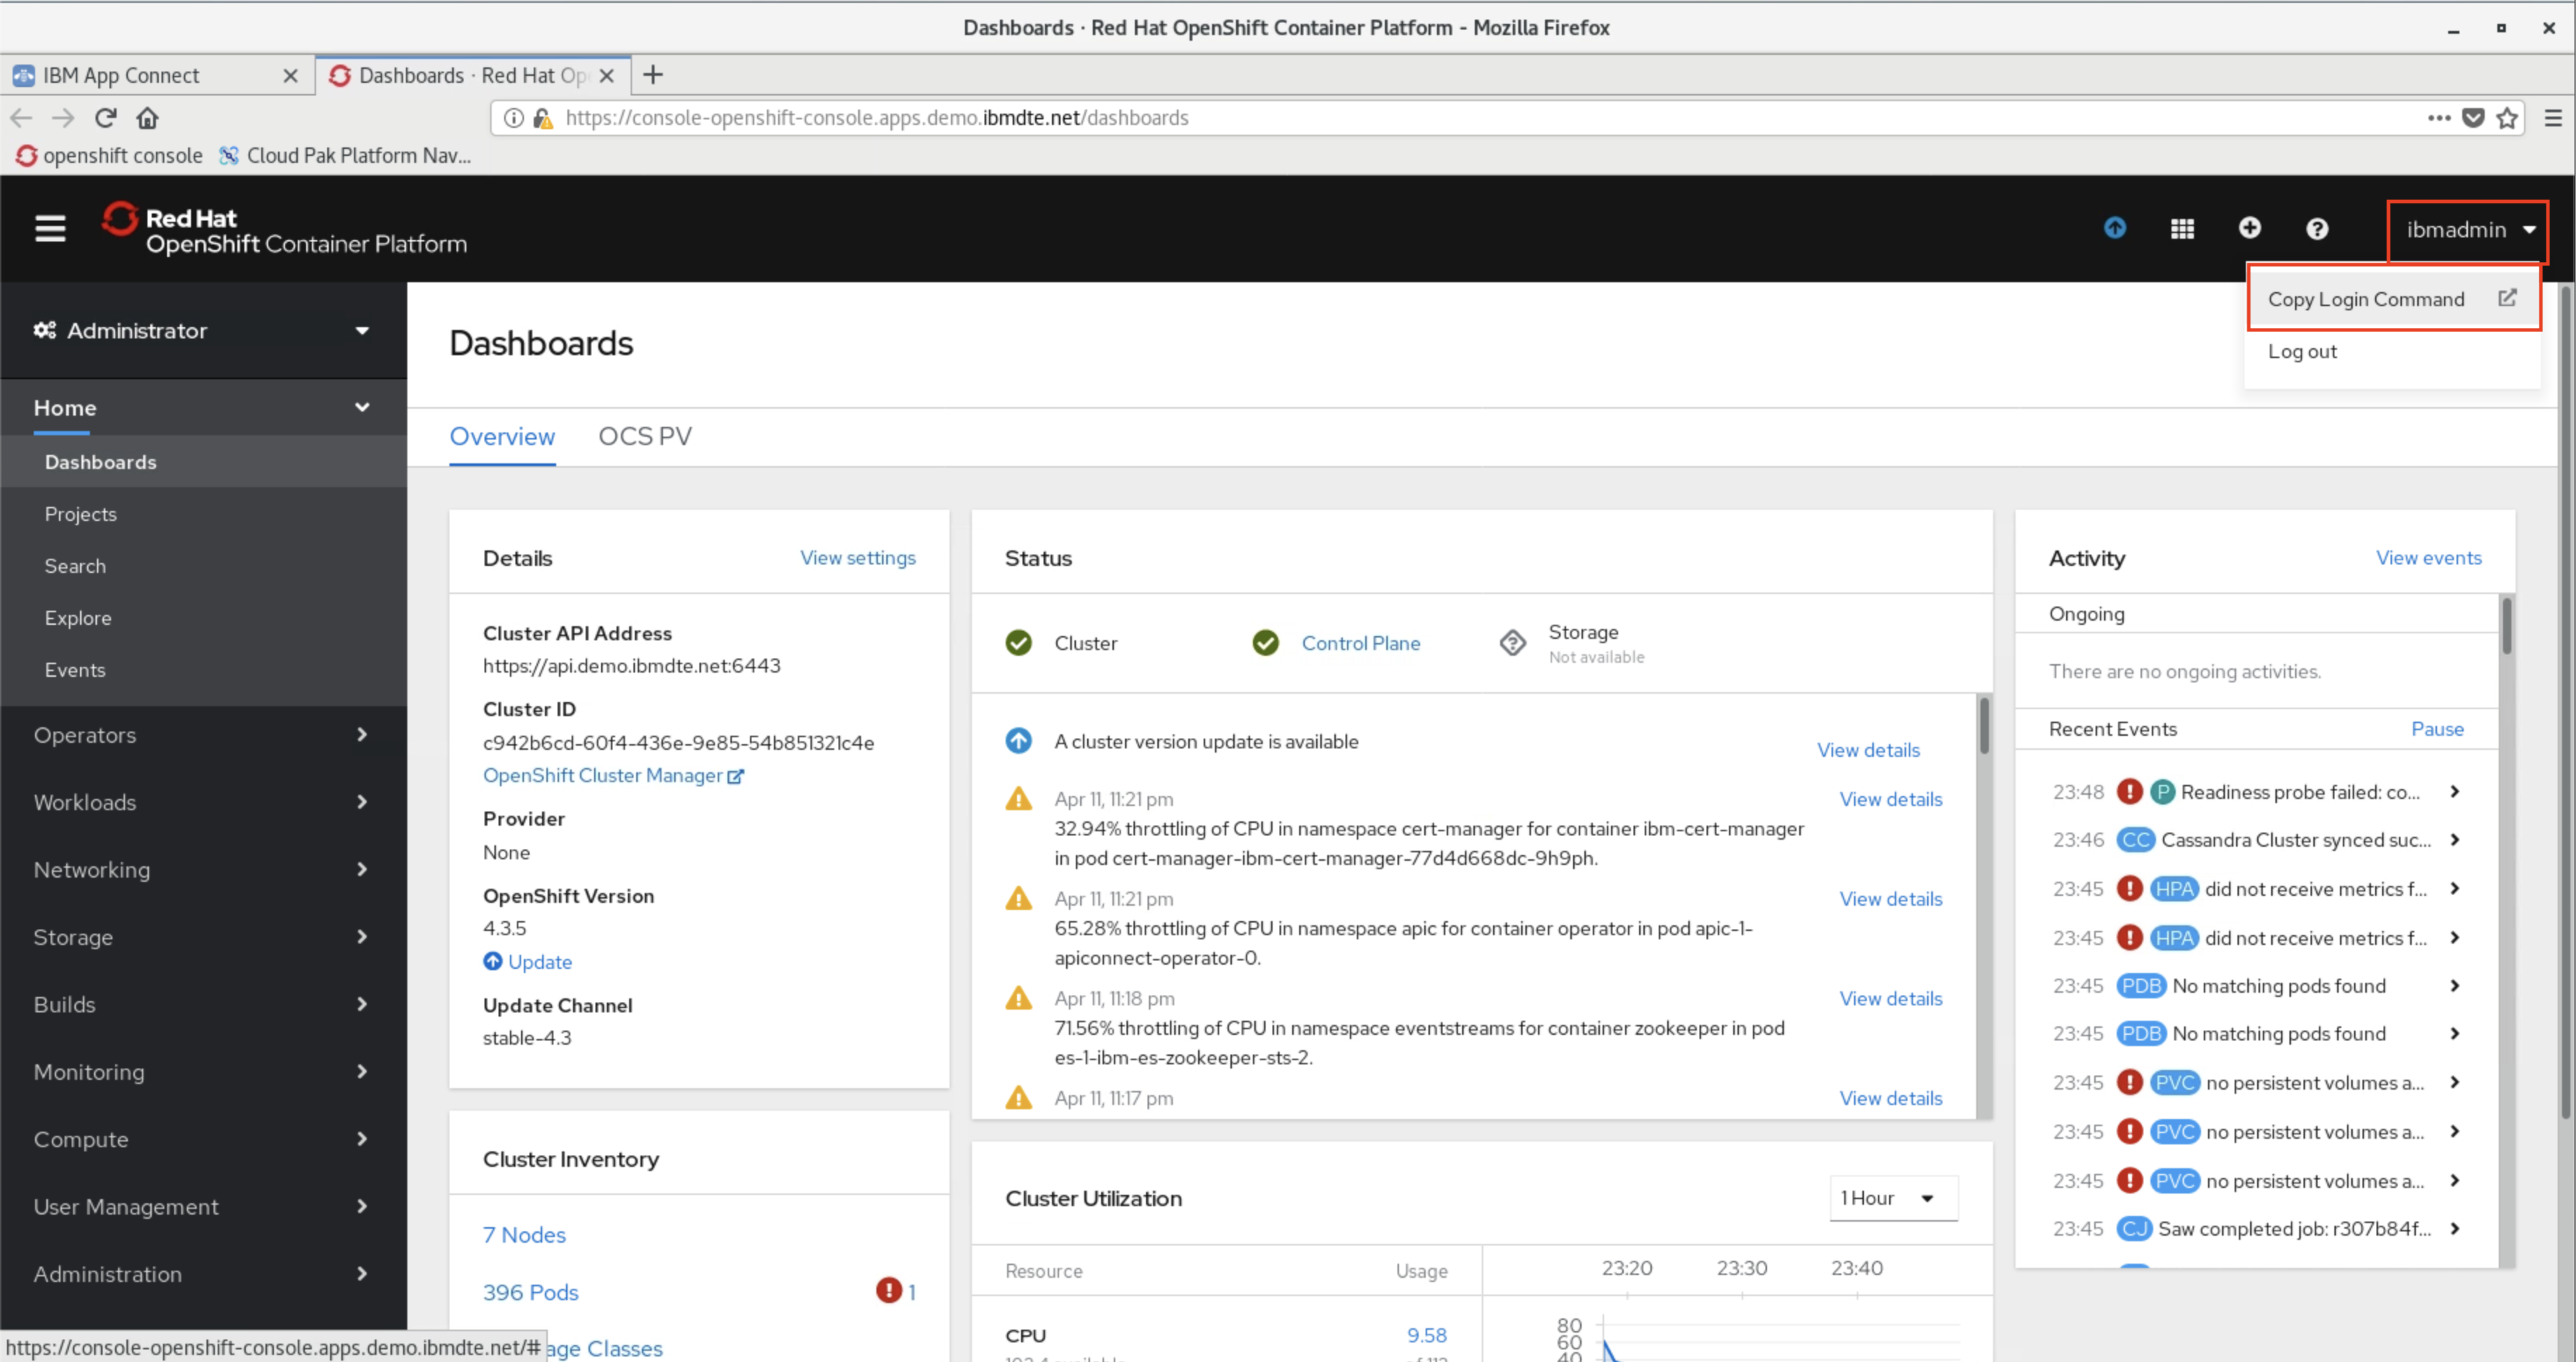 Dashboards · Red Hat OpenShift Container Platform - Mozilla Firefox
IBM App Connect
Dashboards · Red Hat Op
https://console-openshift-console.apps.demo.ibmdte.net/dashboards
openshift console
Cloud Pak Platform Nav...
Red Hat
OpenShift Container Platform
ibmadmin
Copy Login Command
Log out
Administrator
Home
Dashboards
Projects
Search
Explore
Events
Operators
Workloads
Networking
Storage
Builds
Monitoring
Compute
User Management
Administration
https://console-openshift-console.apps.demo.ibmdte.net/#
Dashboards
Overview
OCS PV
Details
View settings
Cluster API Address
https://api.demo.ibmdte.net:6443
Cluster ID
c942b6cd-60f4-436e-9e85-54b851321c4e
OpenShift Cluster Manager
Provider
None
OpenShift Version
4.3.5
Update
Update Channel
stable-4.3
Cluster Inventory
7 Nodes
396 Pods
1
age Classes
Status
Cluster
Control Plane
Storage
Not available
A cluster version update is available
View details
Apr 11, 11:21 pm
View details
32.94% throttling of CPU in namespace cert-manager for container ibm-cert-manager
in pod cert-manager-ibm-cert-manager-77d4d668dc-9h9ph.
Apr 11, 11:21 pm
View details
65.28% throttling of CPU in namespace apic for container operator in pod apic-1-
apiconnect-operator-0.
Apr 11, 11:18 pm
View details
71.56% throttling of CPU in namespace eventstreams for container zookeeper in pod
es-1-ibm-es-zookeeper-sts-2.
Apr 11, 11:17 pm
View details
Cluster Utilization
1 Hour
Resource
Usage
23:20
23:30
23:40
CPU
9.58
80
60
40
Activity
View events
Ongoing
There are no ongoing activities.
Recent Events
Pause
23:48 P Readiness probe failed: co...
23:46 CC Cassandra Cluster synced suc...
23:45 HPA did not receive metrics f...
23:45 HPA did not receive metrics f...
23:45 PDB No matching pods found
23:45 PDB No matching pods found
23:45 PVC no persistent volumes a...
23:45 PVC no persistent volumes a...
23:45 PVC no persistent volumes a...
23:45 CJ Saw completed job: r307b84f...